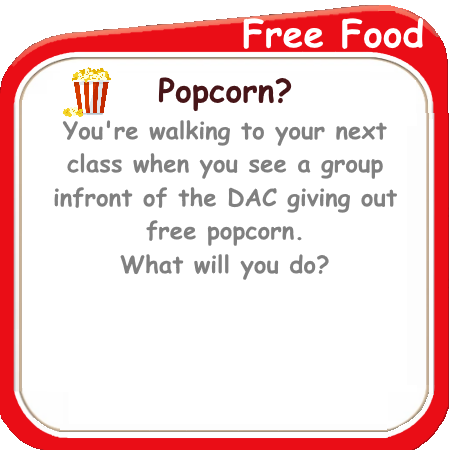 Free Food
Popcorn?
You're walking to your next
class when you see a group
infront of the DAC giving out
free popcorn.
What will you do?